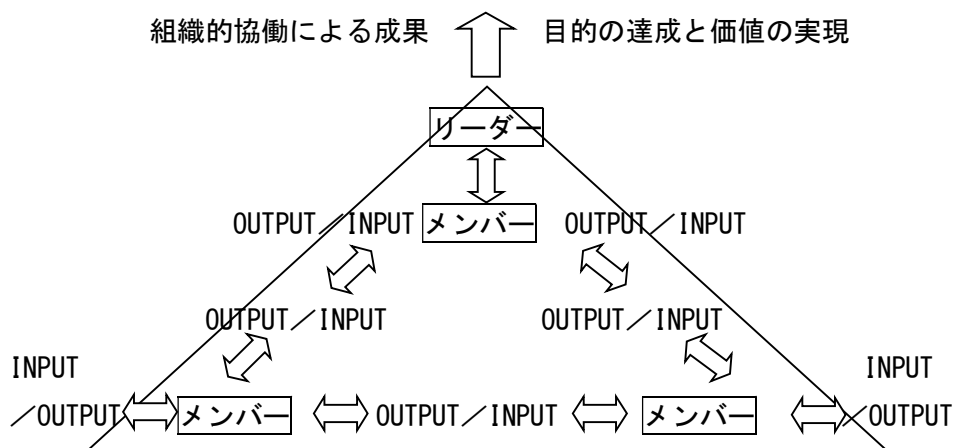 組織的協働による成果 目的の達成と価値の実現
リーダー
OUTPUT／INPUT メンバー OUTPUT／INPUT
OUTPUT／INPUT OUTPUT／INPUT
INPUT INPUT
／OUTPUT メンバー OUTPUT／INPUT メンバー ／OUTPUT